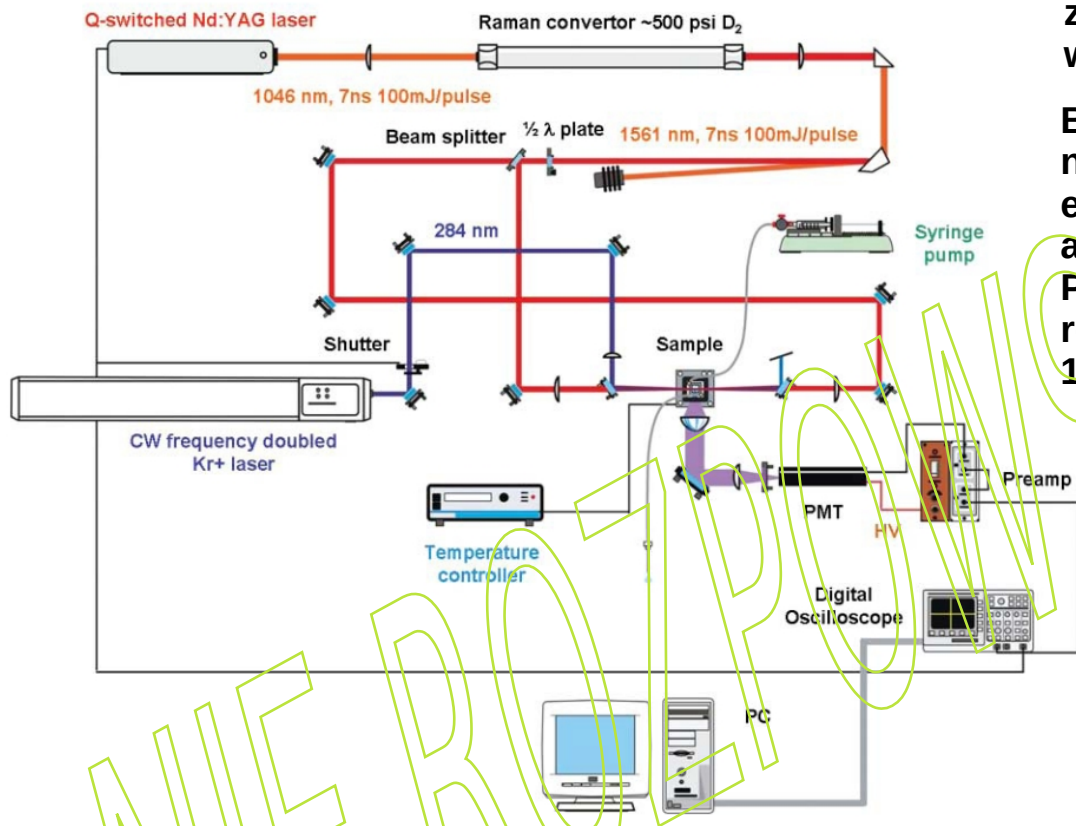 Q-switched Nd:YAG laser
Raman convertor ~500 psi D₂
z
w
1046 nm, 7ns 100mJ/pulse
Beam splitter
½ λ plate
1561 nm, 7ns 100mJ/pulse
E
n
e
a
P
r
1
284 nm
Syringe
pump
Shutter
Sample
CW frequency doubled
Kr+ laser
Preamp
PMT
HV
Temperature
controller
Digital
Oscilloscope
PC